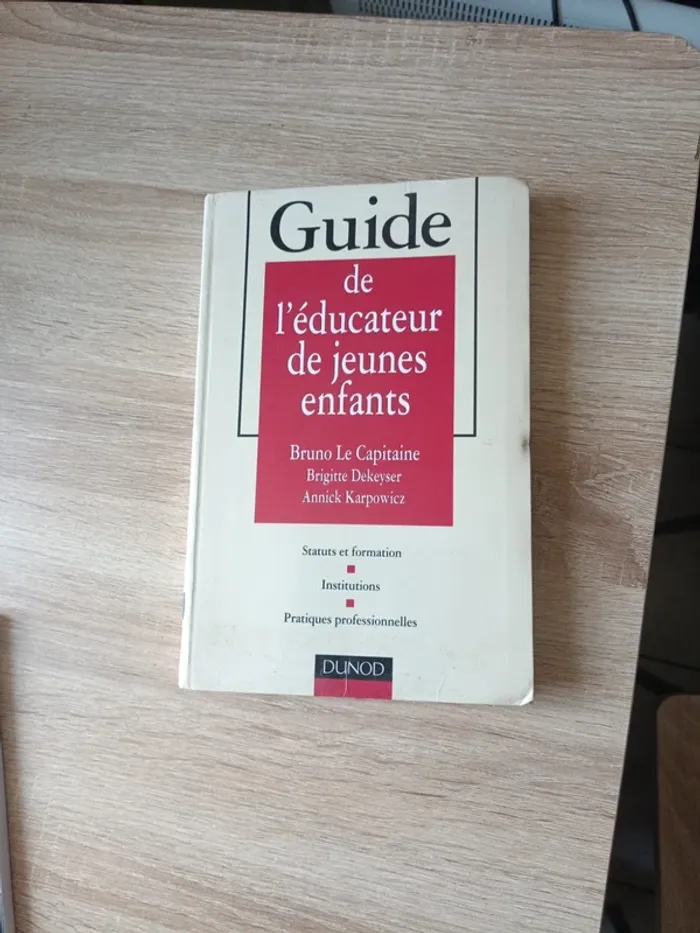 Guide
de
l'éducateur
de jeunes
enfants
Bruno Le Capitaine
Brigitte Dekeyser
Annick Karpowicz
Statuts et formation
Institutions
Pratiques professionnelles
DUNOD